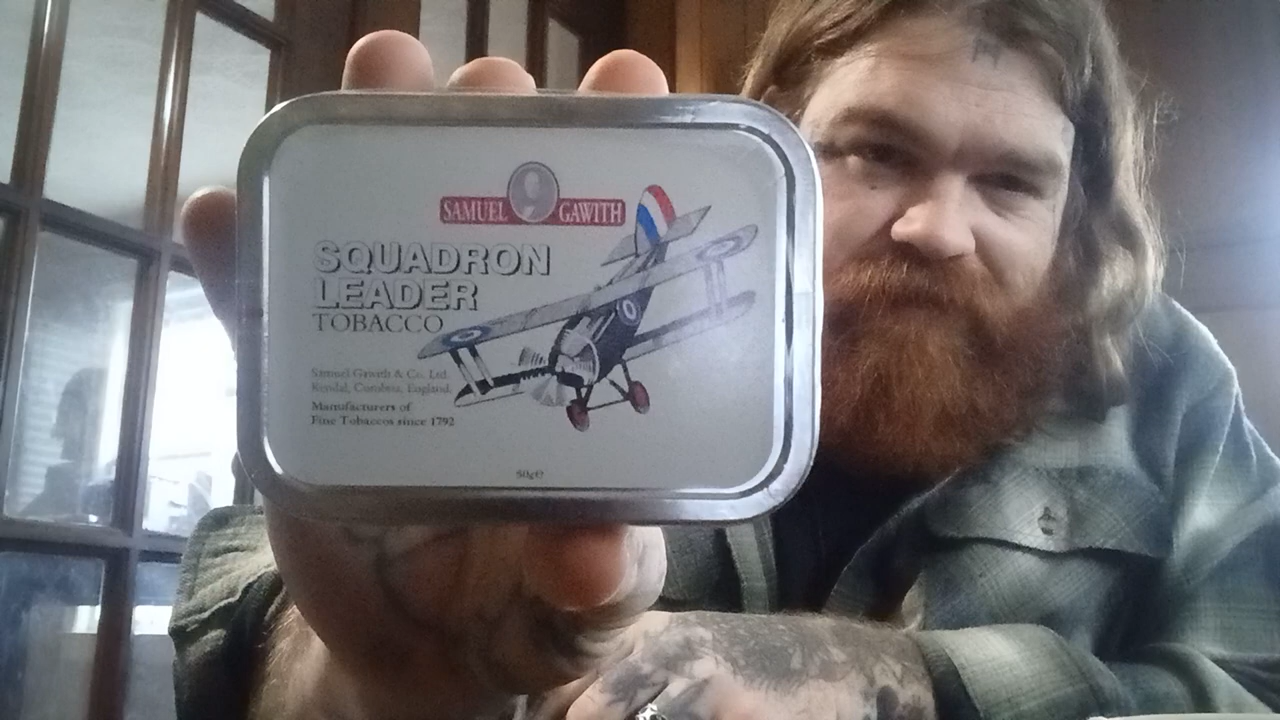 SAMUEL GAWITH
SQUADRON
LEADER
TOBACCO
Samuel Gawith & Co. Ltd.
Kendal, Cumbria, England.
Manufacturers of
Fine Tobaccos since 1792
50g℮